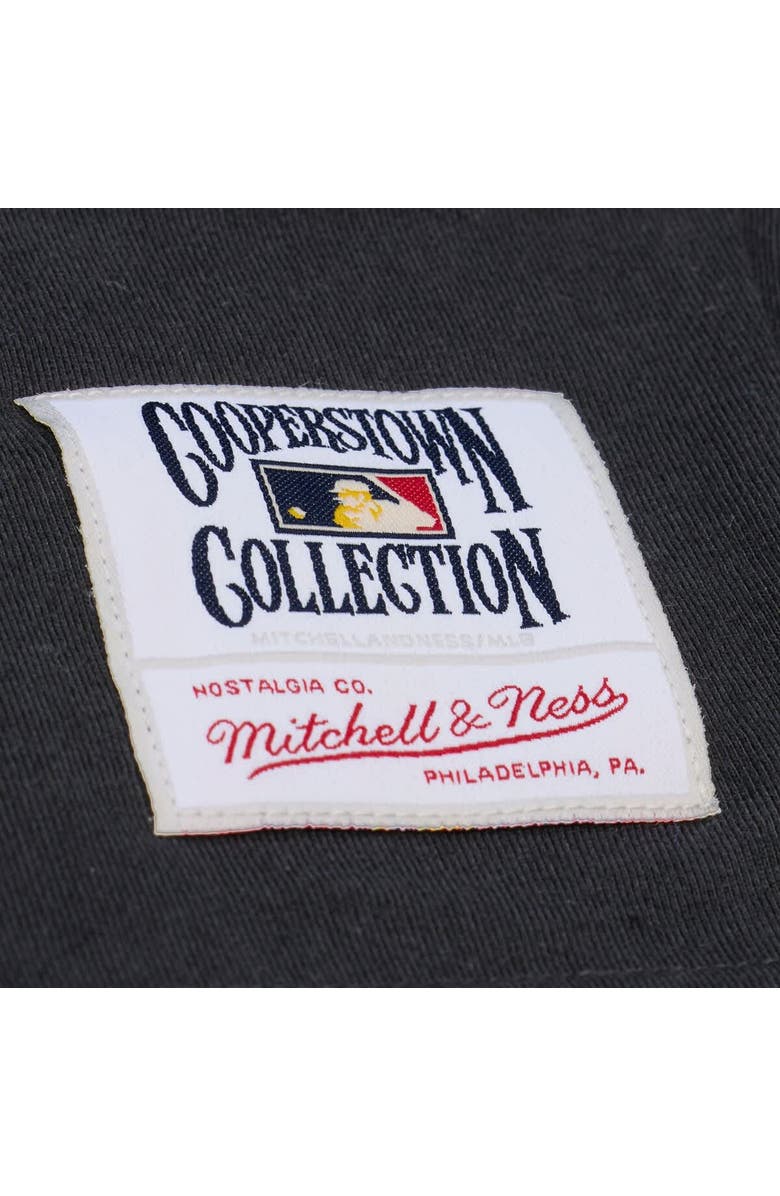 COOPERSTOWN
COLLECTION
MITCHELLANDNESS/MLB
NOSTALGIA CO.
Mitchell & Ness
PHILADELPHIA, PA.